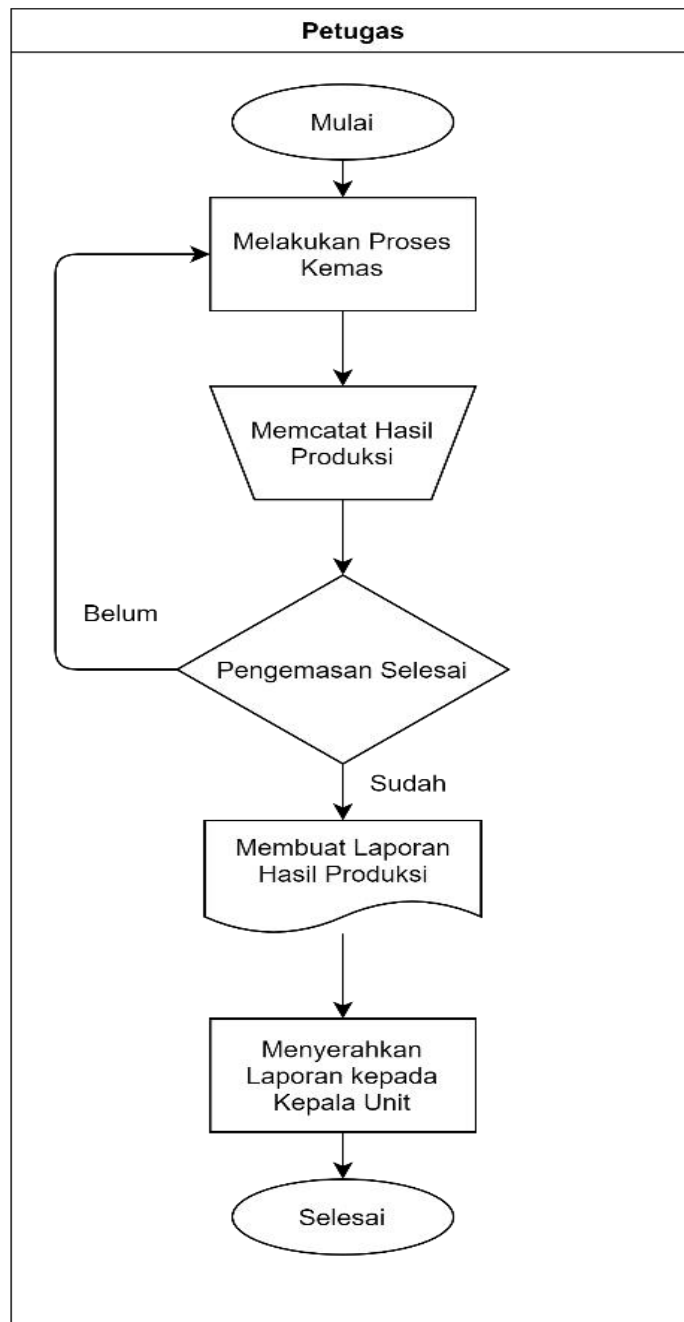 Petugas
Mulai
Melakukan Proses
Kemas
Memcatat Hasil
Produksi
Belum
Pengemasan Selesai
Sudah
Membuat Laporan
Hasil Produksi
Menyerahkan
Laporan kepada
Kepala Unit
Selesai